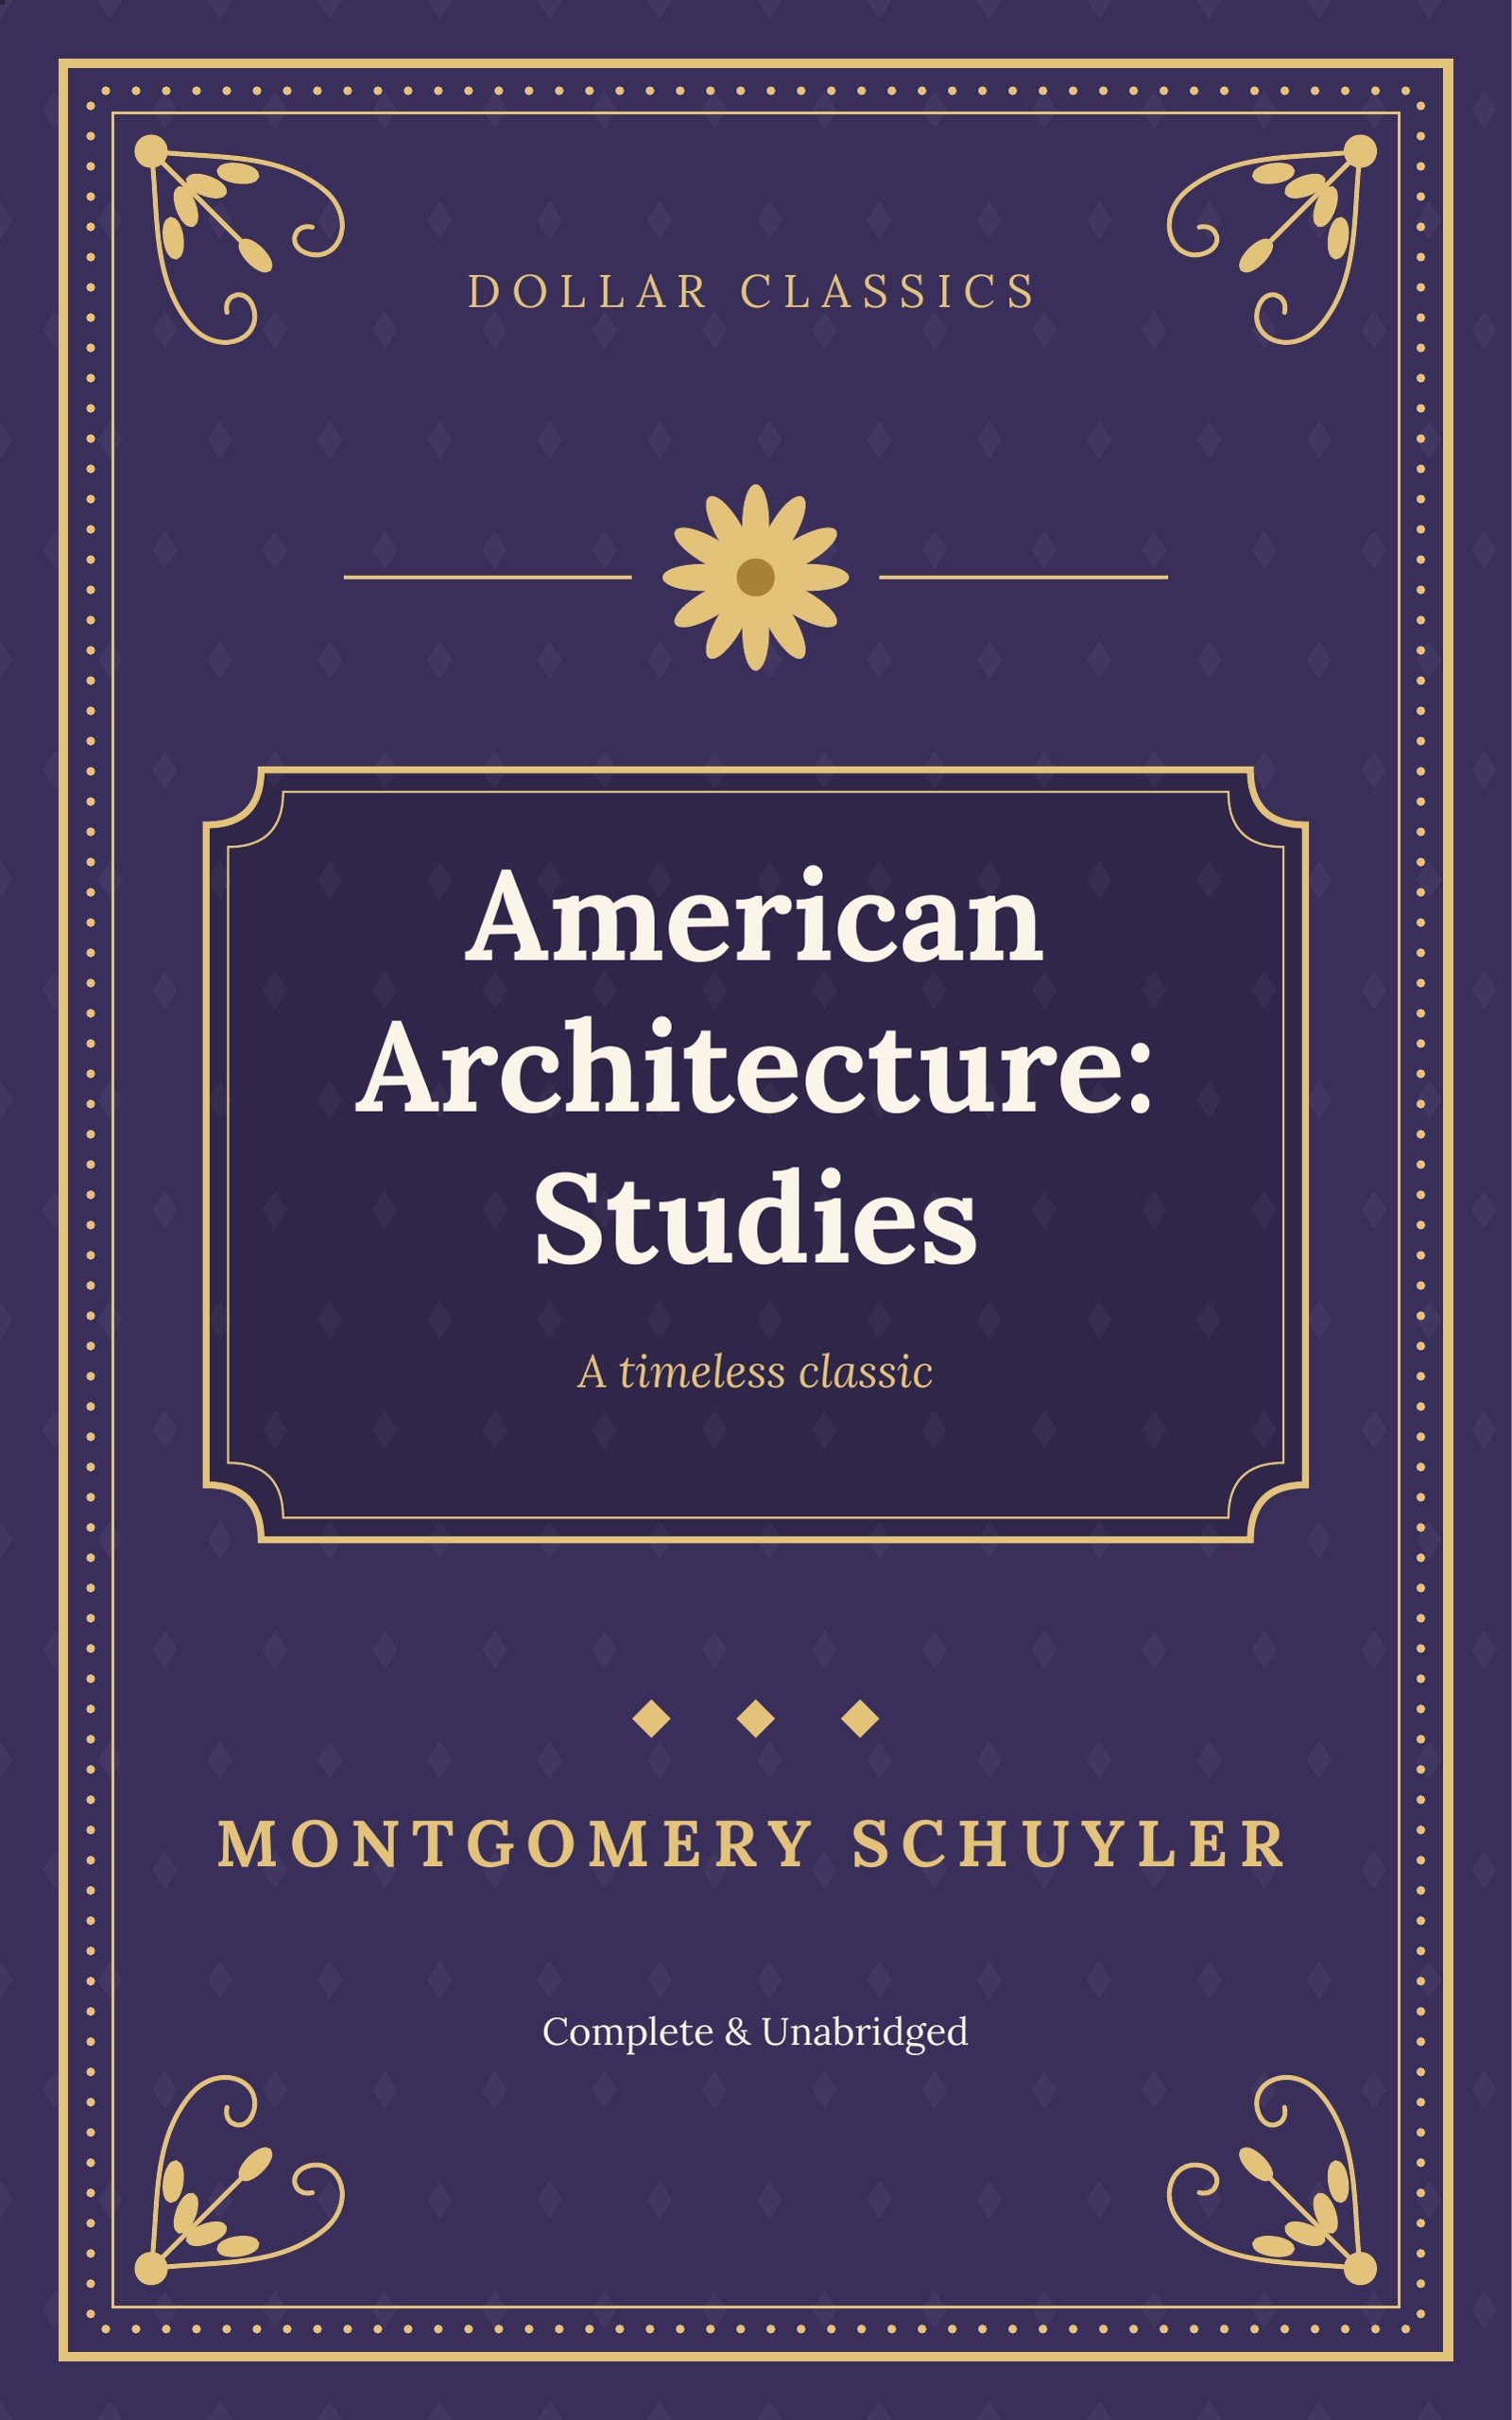 DOLLAR CLASSICS
American
Architecture:
Studies
A timeless classic
MONTGOMERY SCHUYLER
Complete & Unabridged